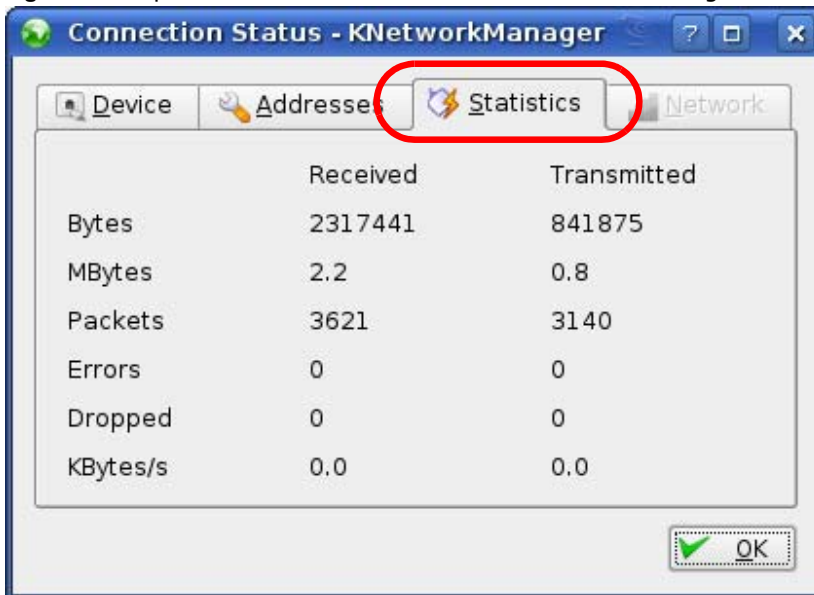 Connection Status - KNetworkManager ?
Device Addresses Statistics Network
Received Transmitted
Bytes 2317441 841875
MBytes 2.2 0.8
Packets 3621 3140
Errors 0 0
Dropped 0 0
KBytes/s 0.0 0.0
OK